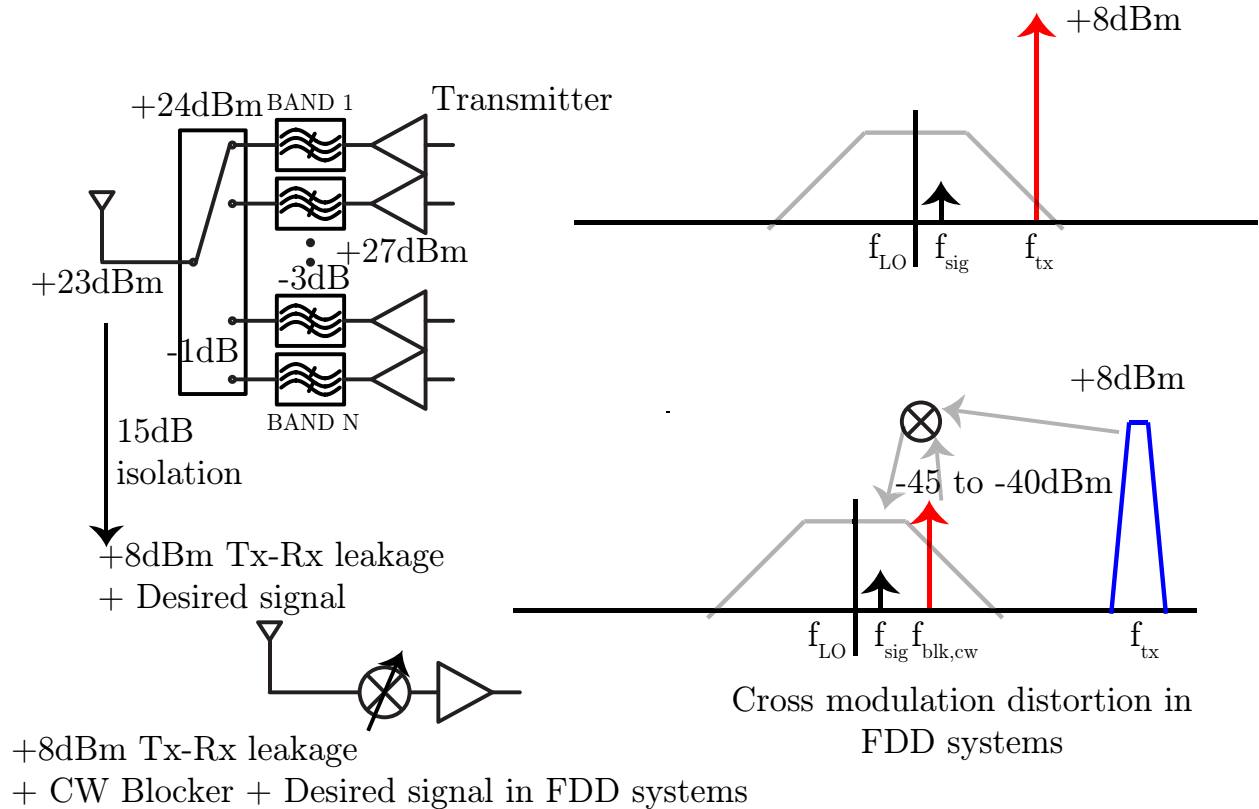 +24dBm
BAND 1
Transmitter
+27dBm
-3dB
+23dBm
-1dB
BAND N
15dB
isolation
+8dBm Tx-Rx leakage
+ Desired signal
+8dBm Tx-Rx leakage
+ CW Blocker + Desired signal in FDD systems
+8dBm
f_LO f_sig f_tx
+8dBm
-45 to -40dBm
f_LO f_sig f_blk,cw f_tx
Cross modulation distortion in
FDD systems